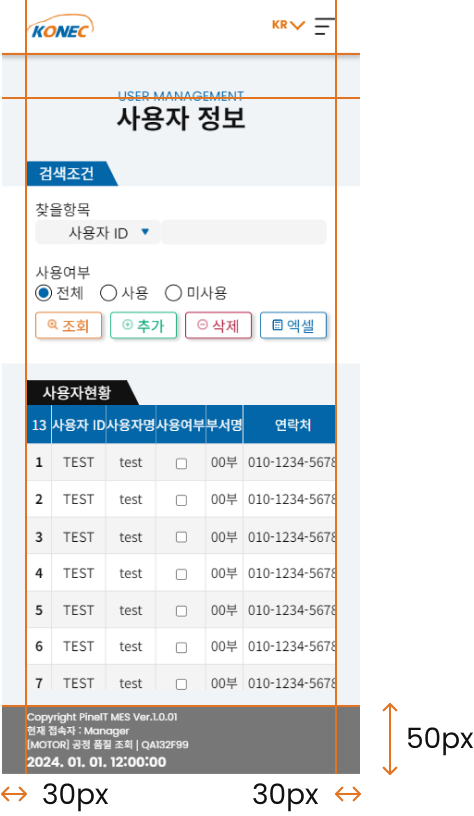 KONEC
KR
USER MANAGEMENT
사용자 정보
검색조건
찾을항목
사용자 ID
사용여부
전체 사용 미사용
조회 추가 삭제 엑셀
사용자현황
13 사용자 ID 사용자명 사용여부 부서명 연락처
1 TEST test 00부 010-1234-5678
2 TEST test 00부 010-1234-5678
3 TEST test 00부 010-1234-5678
4 TEST test 00부 010-1234-5678
5 TEST test 00부 010-1234-5678
6 TEST test 00부 010-1234-5678
7 TEST test 00부 010-1234-5678
Copyright PineIT MES Ver.1.0.01
현재 접속자 : Manager
[MOTOR] 공정 품질 조회 | QA132F99
2024. 01. 01. 12:00:00
50px
30px 30px